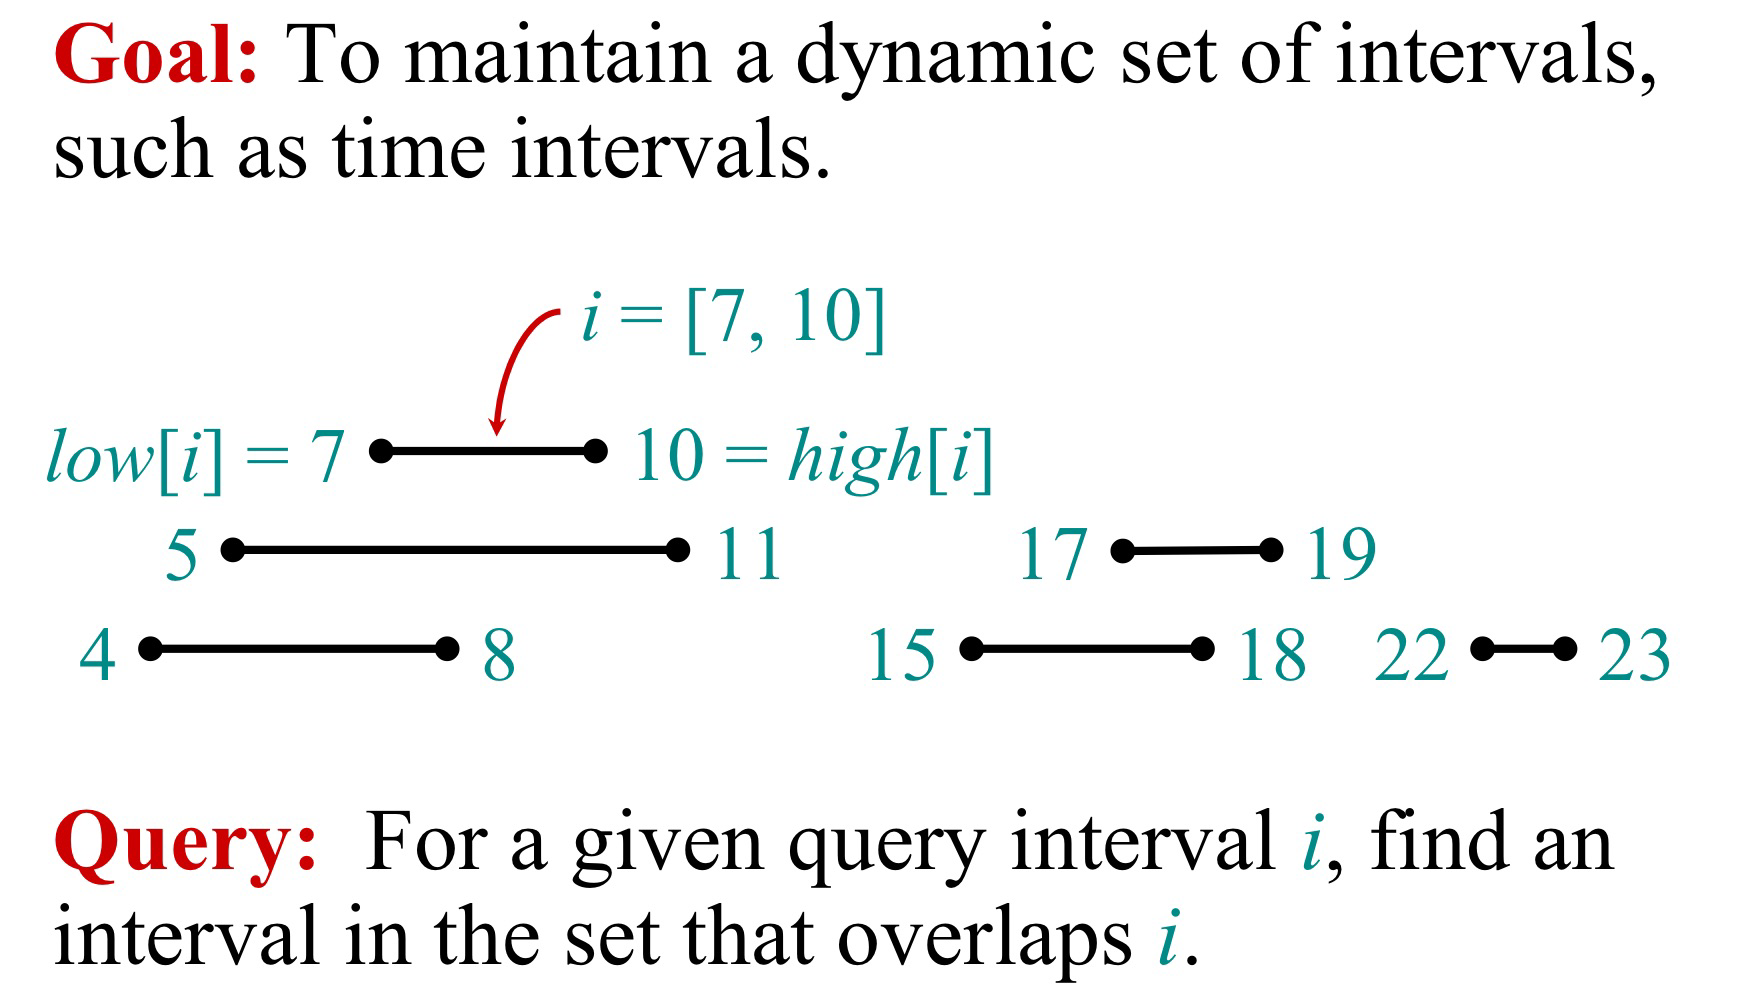 Goal: To maintain a dynamic set of intervals,
such as time intervals.
i = [7, 10]
low[i] = 7 10 = high[i]
5 11 17 19
4 8 15 18 22 23
Query: For a given query interval i, find an
interval in the set that overlaps i.